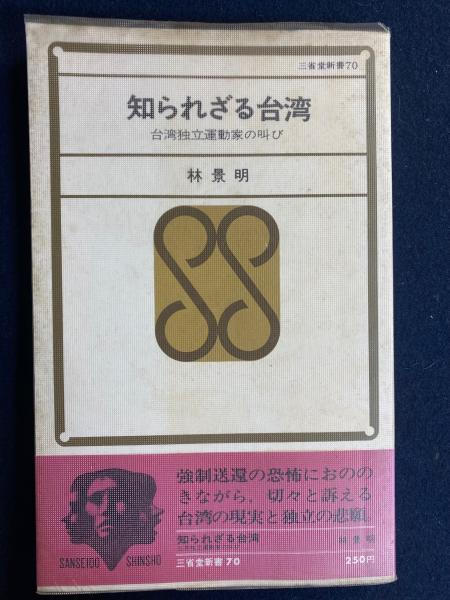 三省堂新書70
知られざる台湾
台湾独立運動家の叫び
林景明
SS
強制送還の恐怖におのの
きながら、切々と訴える
台湾の現実と独立の悲願。
知られざる台湾
林景明
SANSEIDO SHINSHO
三省堂新書70
250円